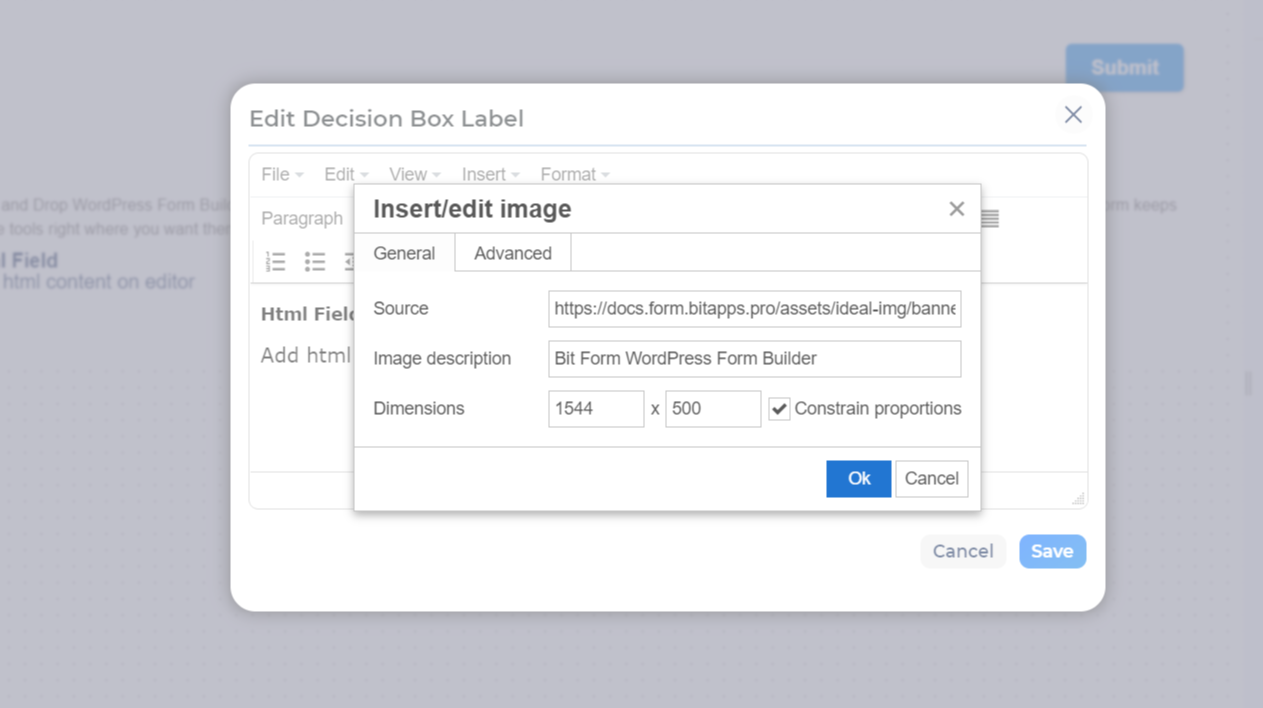 Submit
Edit Decision Box Label
File Edit View Insert Format
and Drop WordPress Form
rm keeps
Insert/edit image
Paragraph
tools right where you want
General Advanced
l Field
html content on editor
Source https://docs.form.bitapps.pro/assets/ideal-img/banne
Html Field
Add html
Image description Bit Form WordPress Form Builder
Dimensions 1544 x 500 Constrain proportions
Ok Cancel
Cancel Save